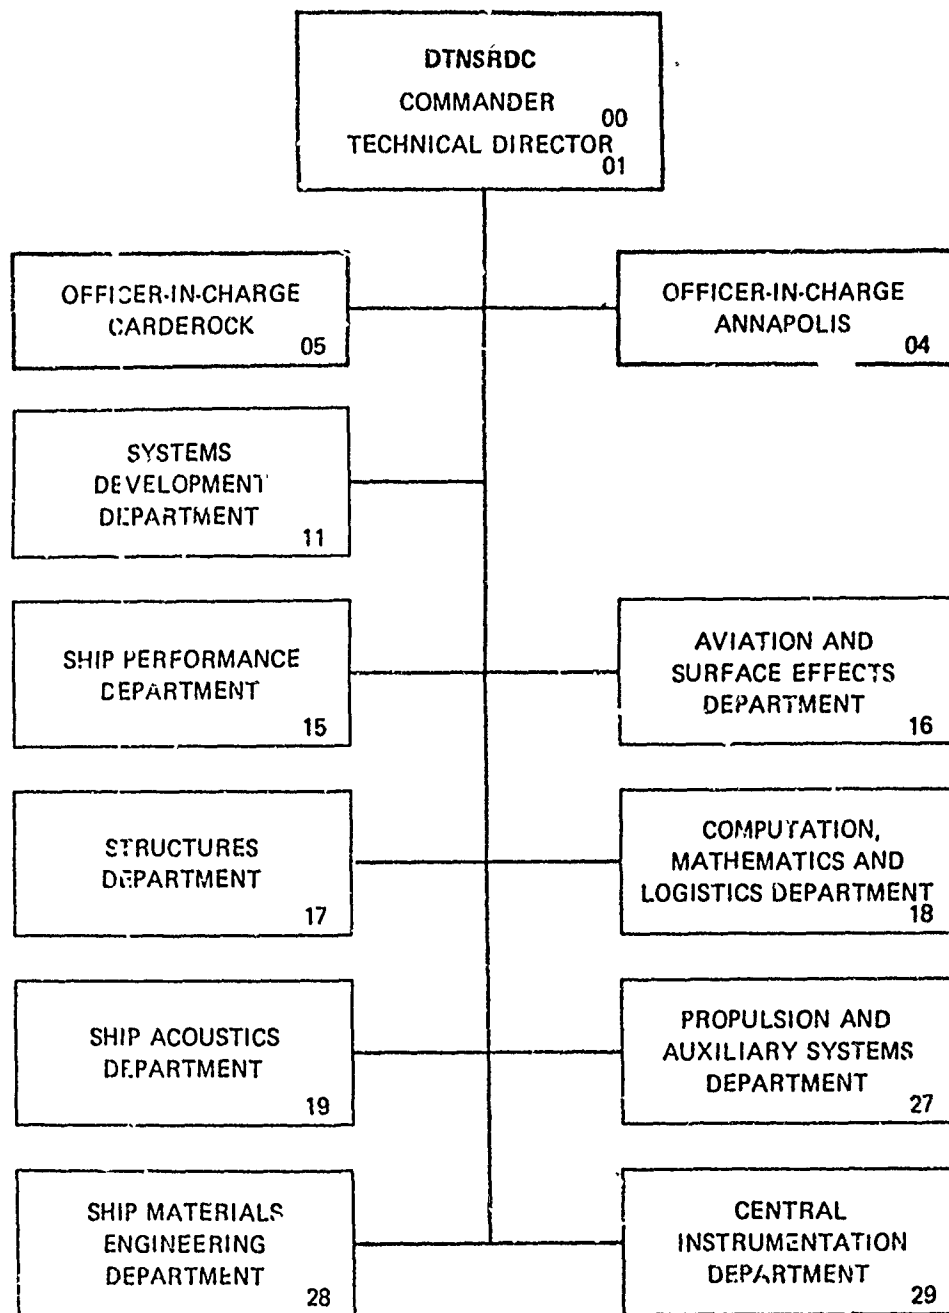 DTNSRDC
COMMANDER
00
TECHNICAL DIRECTOR
01
OFFICER-IN-CHARGE
CARDEROCK
05
OFFICER-IN-CHARGE
ANNAPOLIS
04
SYSTEMS
DEVELOPMENT
DEPARTMENT
11
SHIP PERFORMANCE
DEPARTMENT
15
AVIATION AND
SURFACE EFFECTS
DEPARTMENT
16
STRUCTURES
DEPARTMENT
17
COMPUTATION,
MATHEMATICS AND
LOGISTICS DEPARTMENT
18
SHIP ACOUSTICS
DEPARTMENT
19
PROPULSION AND
AUXILIARY SYSTEMS
DEPARTMENT
27
SHIP MATERIALS
ENGINEERING
DEPARTMENT
28
CENTRAL
INSTRUMENTATION
DEPARTMENT
29